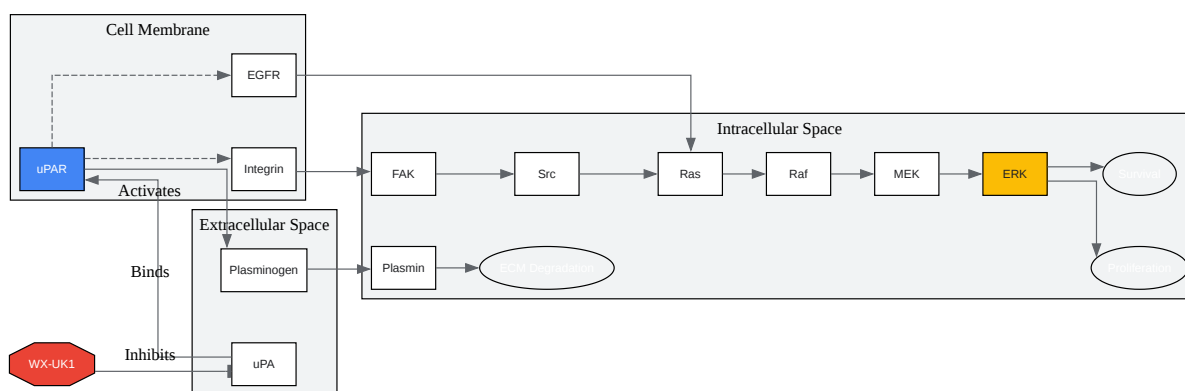 Cell Membrane
EGFR
Intracellular Space
uPAR
Integrin
FAK
Src
Ras
Raf
MEK
ERK
Survival
Activates
Extracellular Space
Plasminogen
Plasmin
ECM Degradation
Proliferation
Binds
Inhibits
WX-UK1
uPA